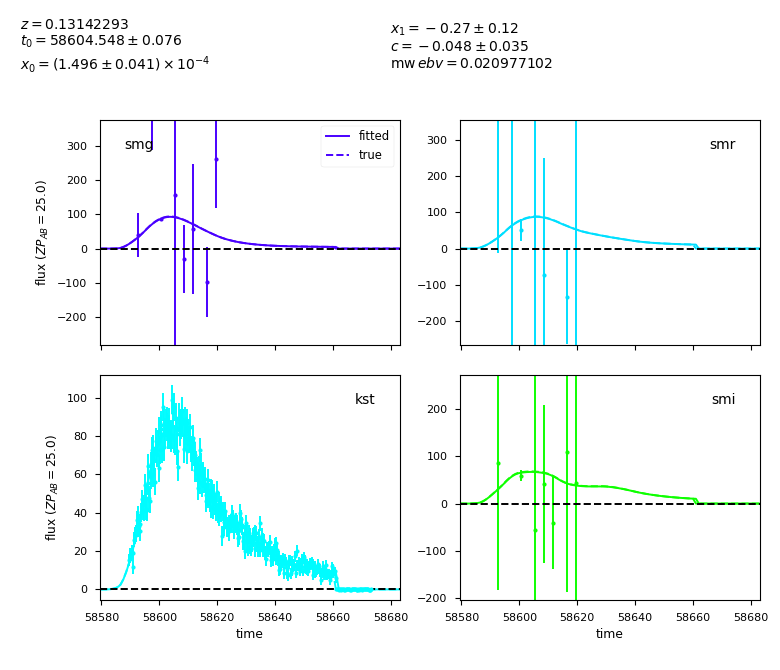 z = 0.13142293
t₀ = 58604.548 ± 0.076
x₀ = (1.496 ± 0.041) × 10⁻⁴
x₁ = −0.27 ± 0.12
c = −0.048 ± 0.035
mw ebv = 0.020977102
smg
fitted
true
300
200
100
0
−100
−200
flux (ZP_AB = 25.0)
smr
300
200
100
0
−100
−200
kst
100
80
60
40
20
0
flux (ZP_AB = 25.0)
58580 58600 58620 58640 58660 58680
time
smi
200
100
0
−100
−200
58580 58600 58620 58640 58660 58680
time